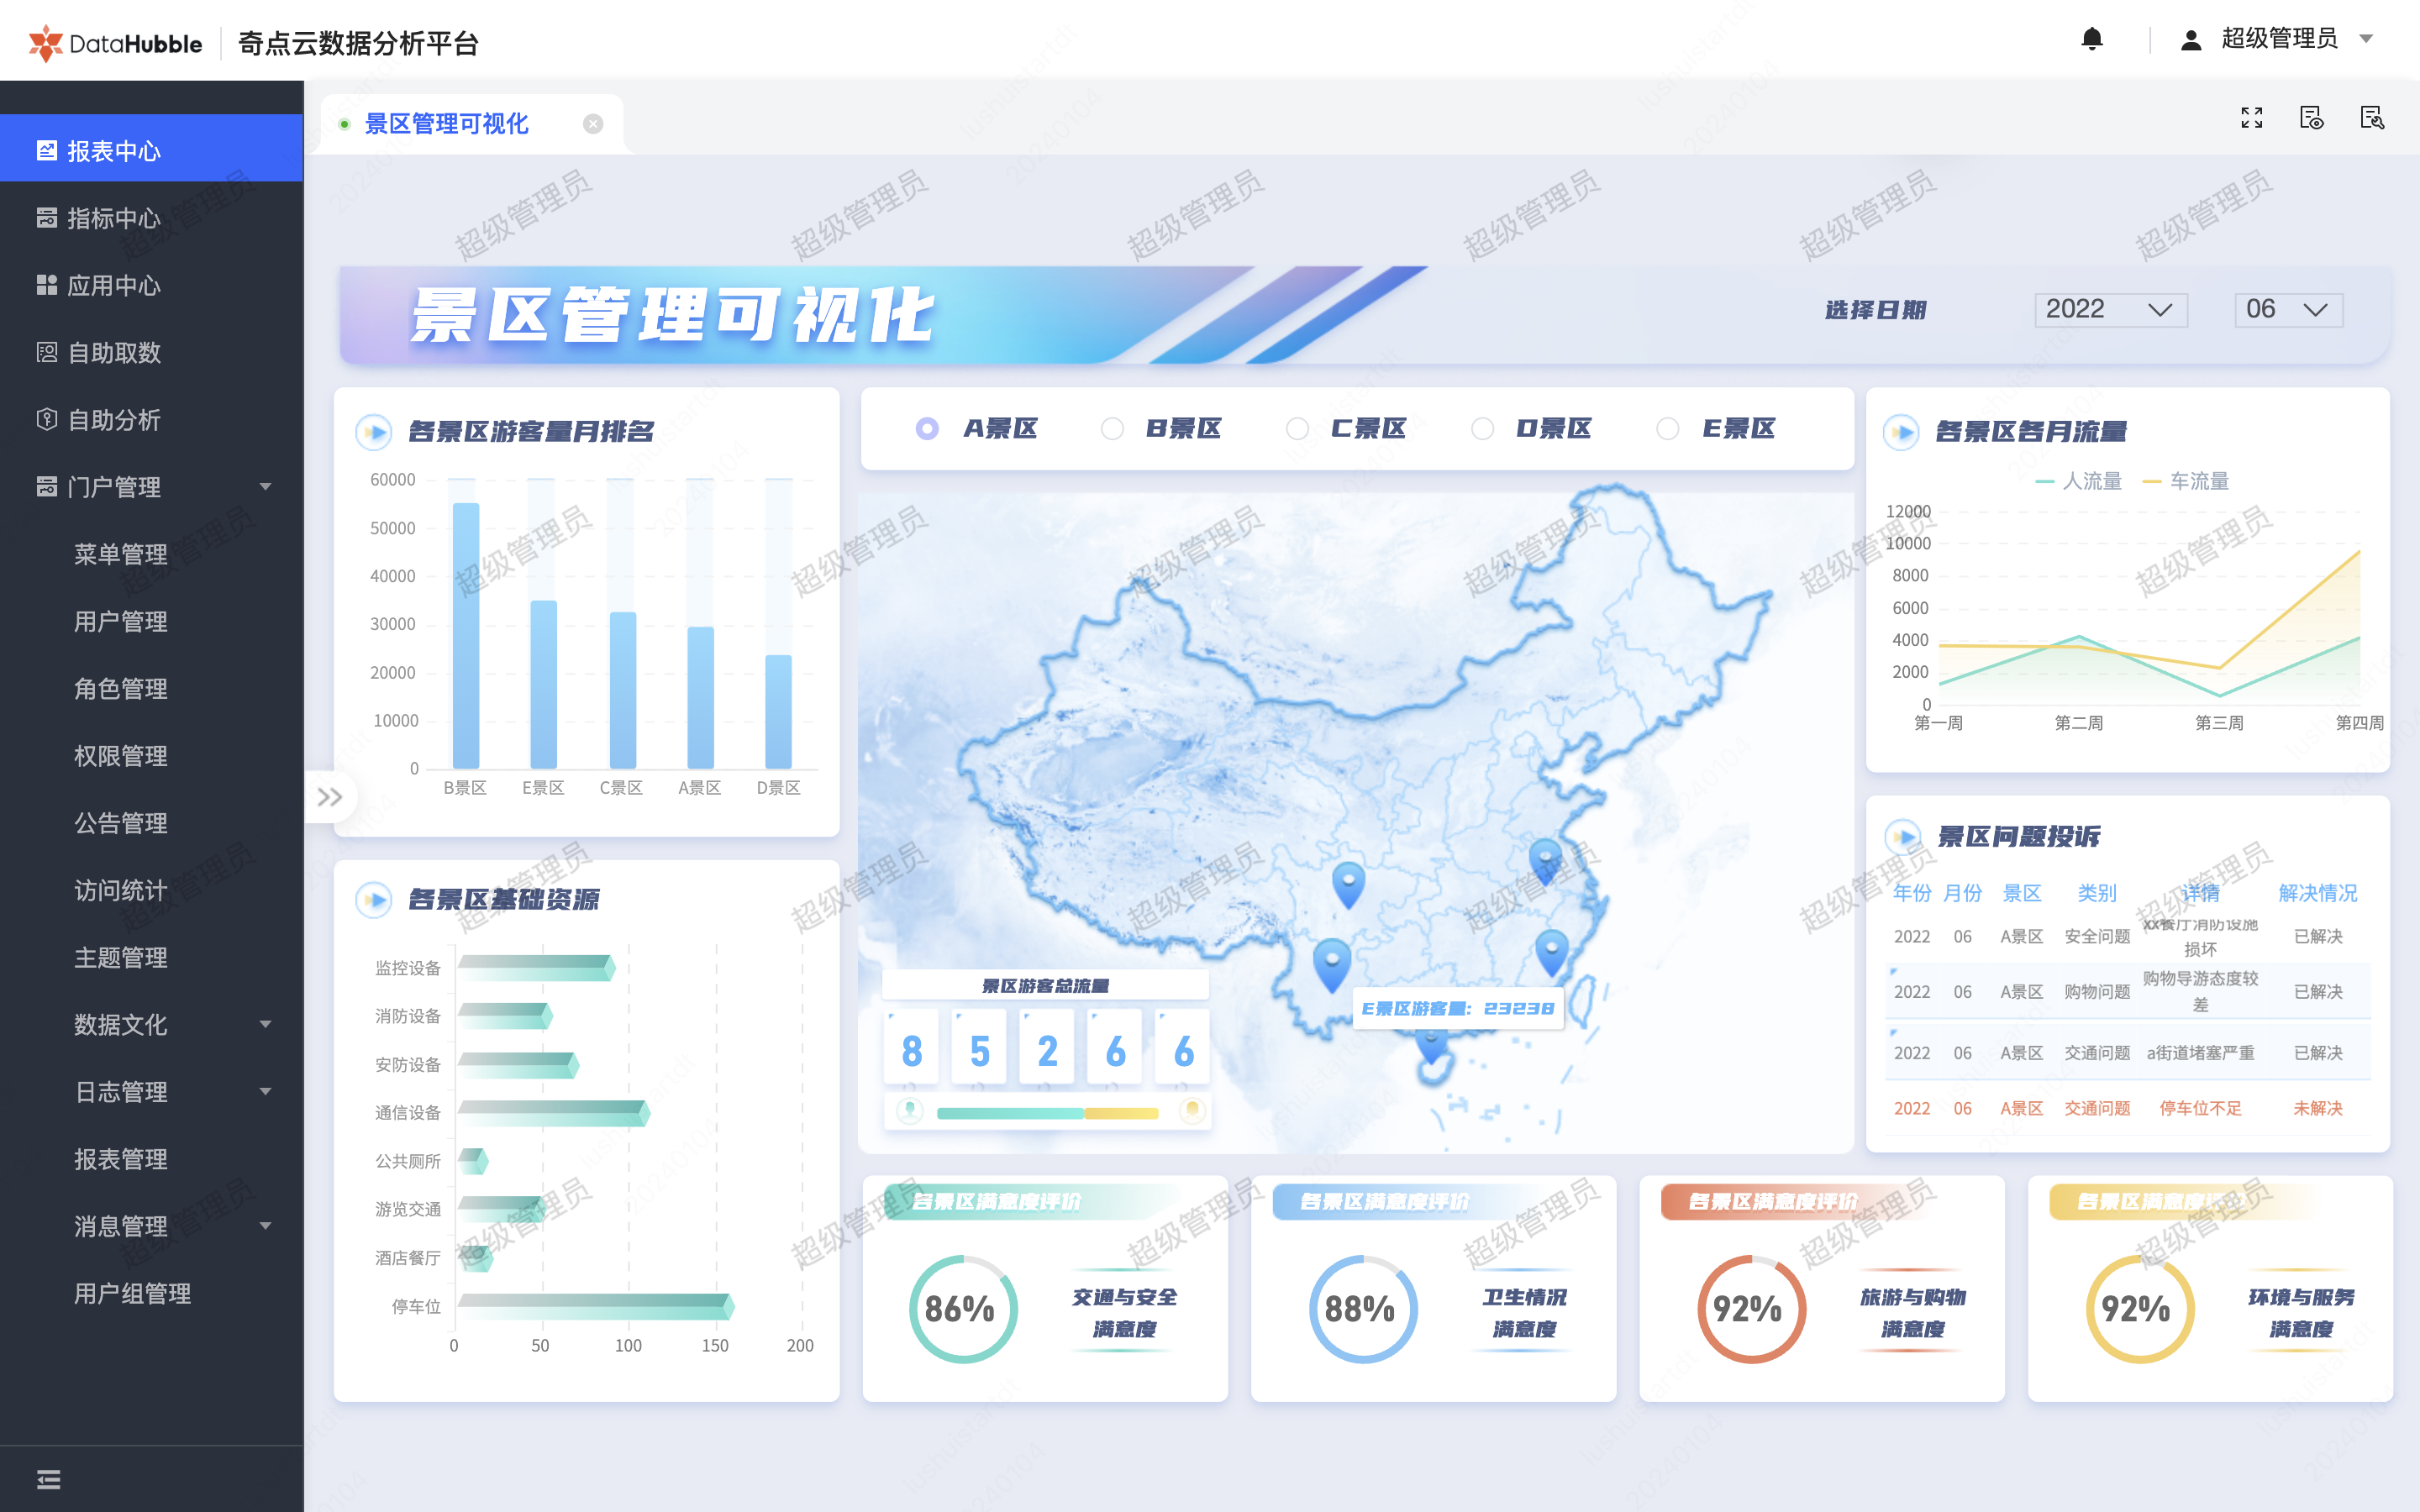 DataHubble
奇点云数据分析平台
超级管理员
报表中心
指标中心
应用中心
自助取数
自助分析
门户管理
菜单管理
用户管理
角色管理
权限管理
公告管理
访问统计
主题管理
数据文化
日志管理
报表管理
消息管理
用户组管理
景区管理可视化
景区管理可视化
选择日期
2022
06
各景区游客量月排名
60000
50000
40000
30000
20000
10000
0
B景区 E景区 C景区 A景区 D景区
各景区基础资源
监控设备
消防设备
安防设备
通信设备
公共厕所
游览交通
酒店餐厅
停车位
0 50 100 150 200
A景区 B景区 C景区 D景区 E景区
E景区游客量: 23238
景区游客总流量
8 5 2 6 6
各景区各月流量
人流量 车流量
12000
10000
8000
6000
4000
2000
0
第一周 第二周 第三周 第四周
景区问题投诉
年份 月份 景区 类别 详情 解决情况
2022 06 A景区 安全问题 xx餐厅消防设施损坏 已解决
2022 06 A景区 购物问题 购物导游态度较差 已解决
2022 06 A景区 交通问题 a街道堵塞严重 已解决
2022 06 A景区 交通问题 停车位不足 未解决
各景区满意度评价
86%
交通与安全
满意度
各景区满意度评价
88%
卫生情况
满意度
各景区满意度评价
92%
旅游与购物
满意度
各景区满意度评价
92%
环境与服务
满意度
超级管理员
lushuistartdt
20240104